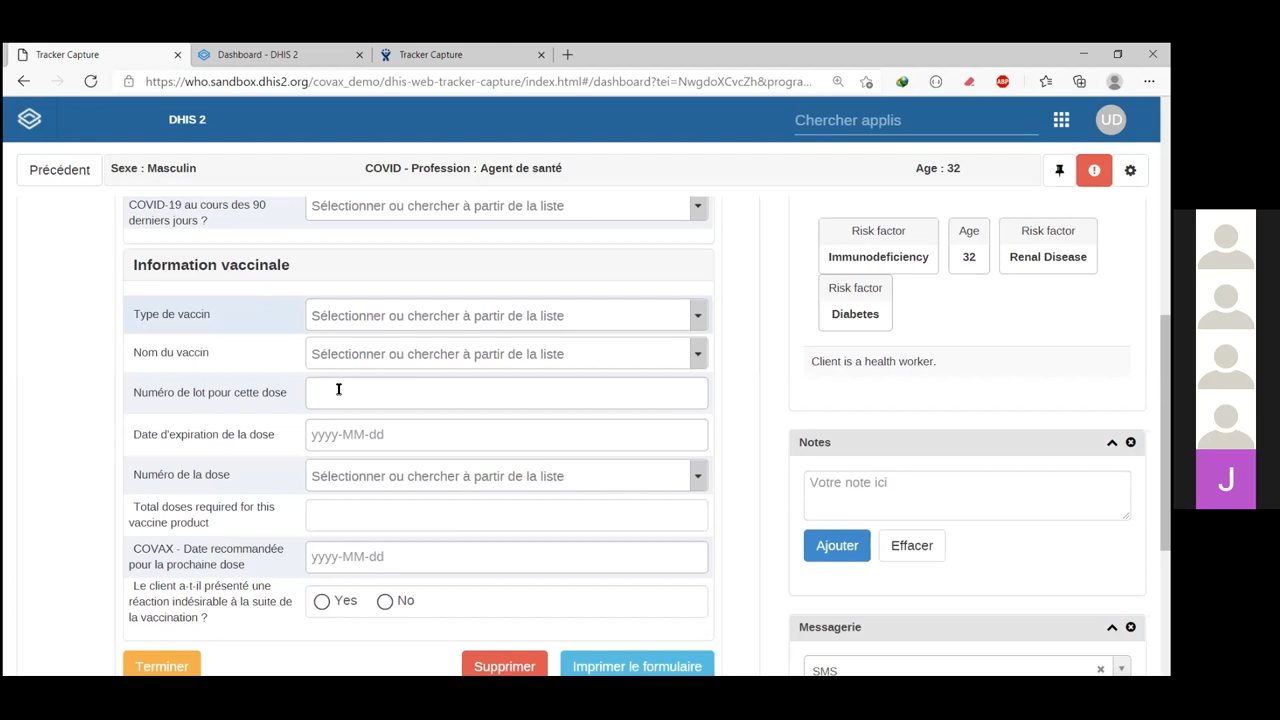 Tracker Capture
Dashboard - DHIS 2
Tracker Capture
https://who.sandbox.dhis2.org/covax_demo/dhis-web-tracker-capture/index.html#/dashboard?tei=NwgdoXCvcZh&progra...
ABP
DHIS 2
Chercher applis
UD
Précédent
Sexe : Masculin
COVID - Profession : Agent de santé
Age : 32
COVID-19 au cours des 90
derniers jours ?
Sélectionner ou chercher à partir de la liste
Information vaccinale
Type de vaccin
Sélectionner ou chercher à partir de la liste
Nom du vaccin
Sélectionner ou chercher à partir de la liste
Numéro de lot pour cette dose
Date d'expiration de la dose
yyyy-MM-dd
Numéro de la dose
Sélectionner ou chercher à partir de la liste
Total doses required for this
vaccine product
COVAX - Date recommandée
pour la prochaine dose
yyyy-MM-dd
Le client a-t-il présenté une
réaction indésirable à la suite de
la vaccination ?
Yes
No
Terminer
Supprimer
Imprimer le formulaire
Risk factor
Immunodeficiency
Age
32
Risk factor
Renal Disease
Risk factor
Diabetes
Client is a health worker.
Notes
Votre note ici
Ajouter
Effacer
Messagerie
SMS
J